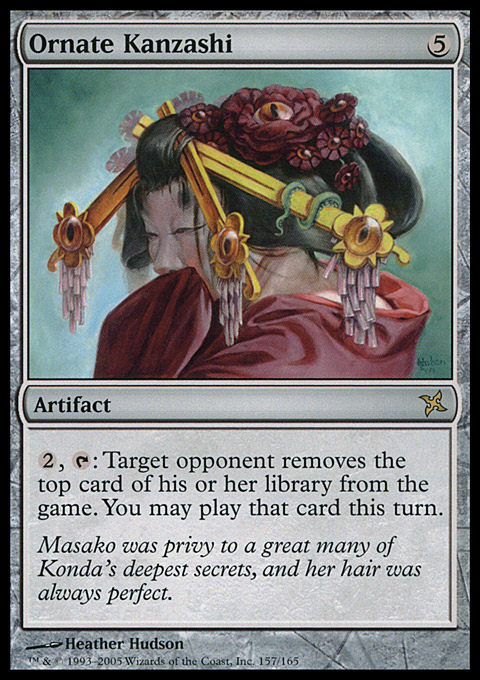 Ornate Kanzashi 5
Artifact
2, : Target opponent removes the
top card of his or her library from the
game. You may play that card this turn.
Masako was privy to a great many of
Konda's deepest secrets, and her hair was
always perfect.
Heather Hudson
™ & © 1993–2005 Wizards of the Coast, Inc. 157/165